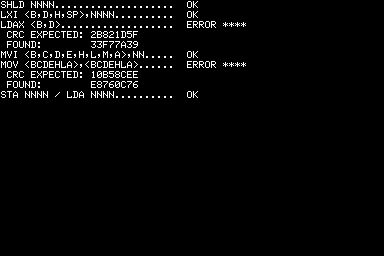 SHLD NNNN....................  OK
LXI <B,D,H,SP>,NNNN..........  OK
LDAX <B,D>...................  ERROR ****
 CRC EXPECTED: 2B821D5F
 FOUND:        33F77A39
MVI <B,C,D,E,H,L,M,A>,NN.....  OK
MOV <BCDEHLA>,<BCDEHLA>......  ERROR ****
 CRC EXPECTED: 10B58CEE
 FOUND:        E8760C76
STA NNNN / LDA NNNN..........  OK